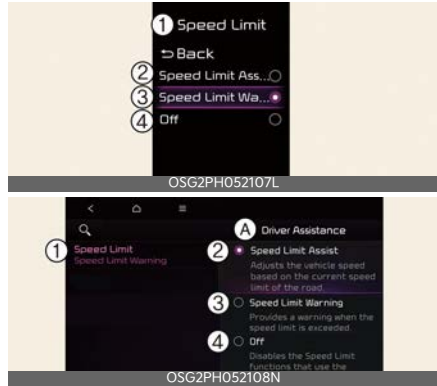 ① Speed Limit
⮌ Back
② Speed Limit Ass...
③ Speed Limit Wa...
④ Off
OSG2PH052107L
Ⓐ Driver Assistance
① Speed Limit
Speed Limit Warning
② Speed Limit Assist
Adjusts the vehicle speed
based on the current speed
limit of the road.
③ Speed Limit Warning
Provides a warning when the
speed limit is exceeded.
④ Off
Disables the Speed Limit
functions that use the
OSG2PH052108N